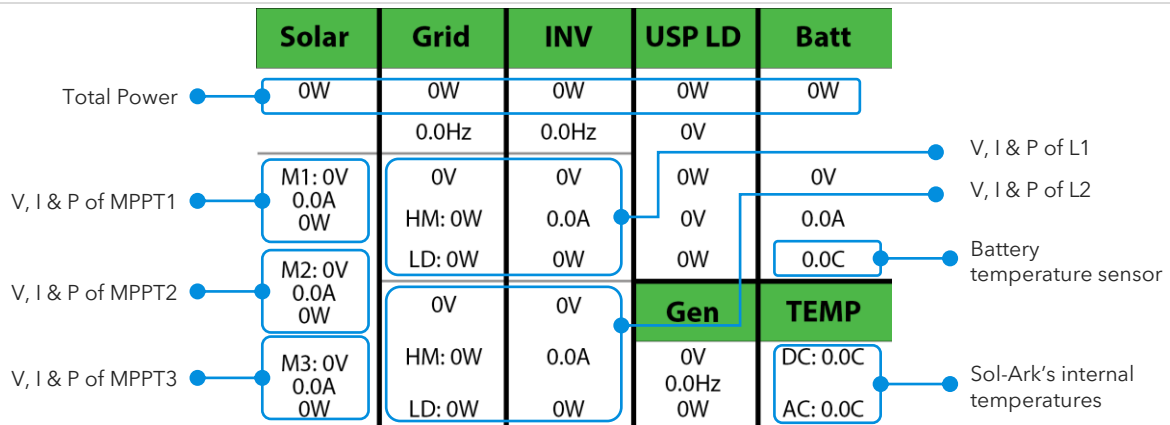 Solar Grid INV USP LD Batt
Total Power 0W 0W 0W 0W 0W
0.0Hz 0.0Hz 0V
V, I & P of L1
V, I & P of MPPT1
M1: 0V 0V 0V 0W 0V
0.0A HM: 0W 0.0A 0V 0.0A
0W LD: 0W 0W 0W 0.0C
V, I & P of L2
Battery
temperature sensor
V, I & P of MPPT2
M2: 0V
0.0A
0W
0V 0V
Gen TEMP
V, I & P of MPPT3
M3: 0V HM: 0W 0.0A 0V DC: 0.0C
0.0A 0.0Hz
0W LD: 0W 0W 0W AC: 0.0C
Sol-Ark's internal
temperatures